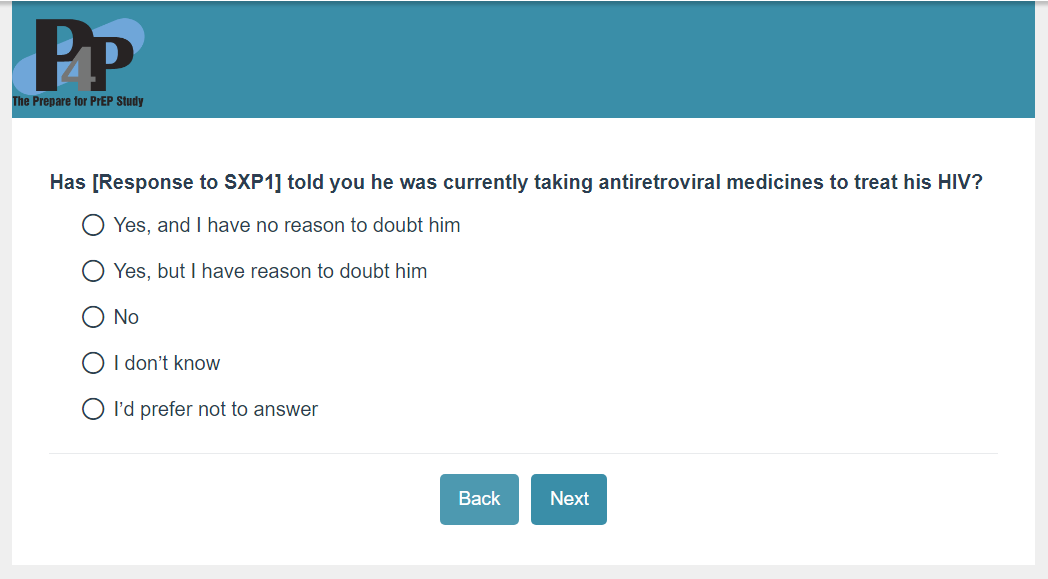 P4P
The Prepare for PrEP Study
Has [Response to SXP1] told you he was currently taking antiretroviral medicines to treat his HIV?
Yes, and I have no reason to doubt him
Yes, but I have reason to doubt him
No
I don’t know
I’d prefer not to answer
Back Next